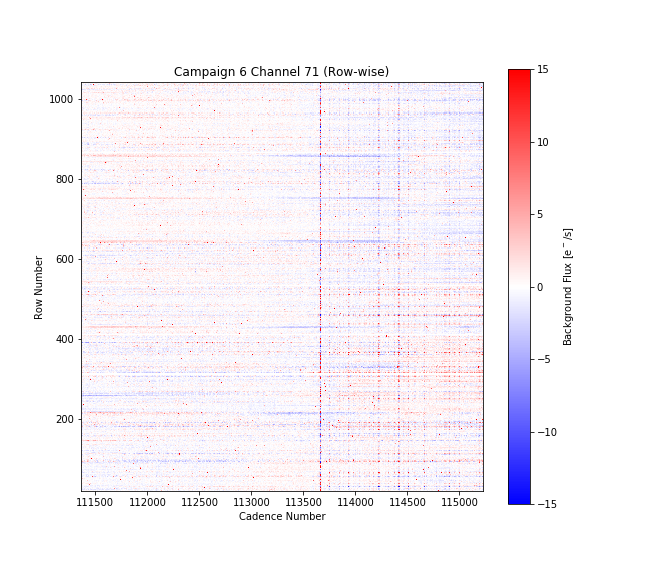 Campaign 6 Channel 71 (Row-wise)
1000
800
600
400
200
Row Number
111500 112000 112500 113000 113500 114000 114500 115000
Cadence Number
15
10
5
0
−5
−10
−15
Background Flux [e⁻/s]